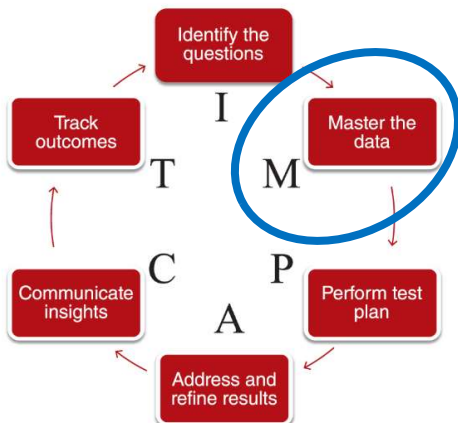 Identify the
questions
I
Master the
data
M
Perform test
plan
P
Address and
refine results
A
Communicate
insights
C
Track
outcomes
T